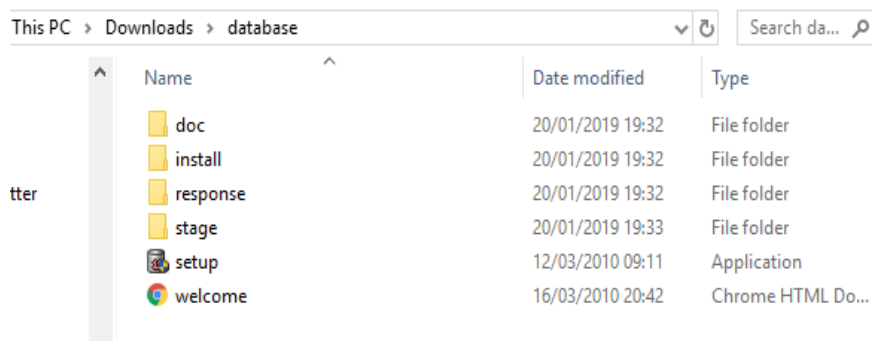 This PC > Downloads > database Search da...
Name Date modified Type
doc 20/01/2019 19:32 File folder
install 20/01/2019 19:32 File folder
tter response 20/01/2019 19:32 File folder
stage 20/01/2019 19:33 File folder
setup 12/03/2010 09:11 Application
welcome 16/03/2010 20:42 Chrome HTML Do...